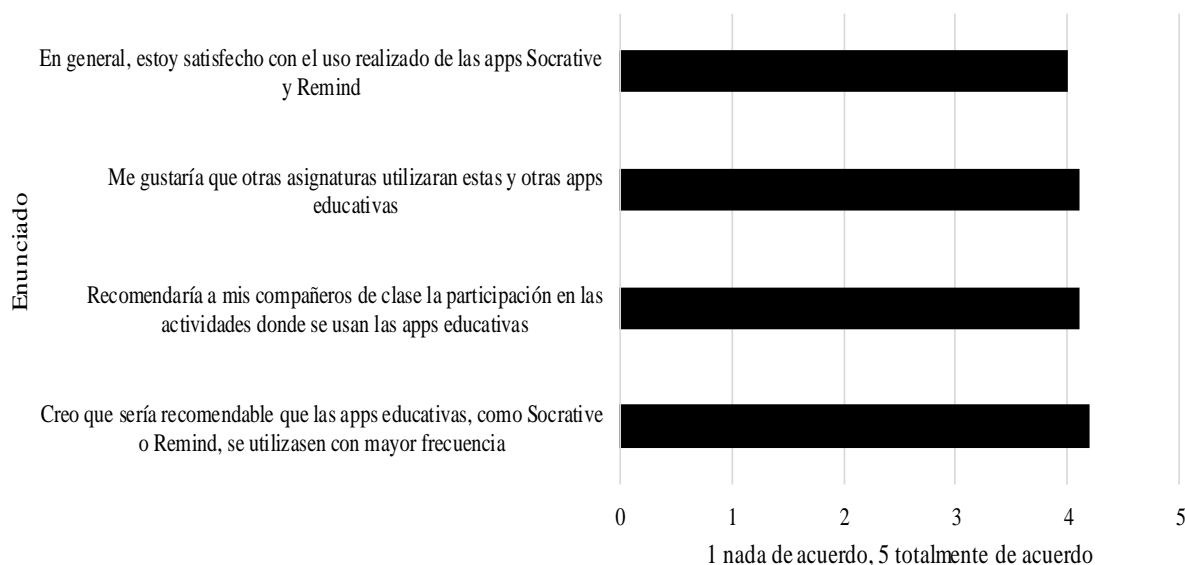 En general, estoy satisfecho con el uso realizado de las apps Socrative
y Remind
Me gustaría que otras asignaturas utilizaran estas y otras apps
educativas
Enunciado
Recomendaría a mis compañeros de clase la participación en las
actividades donde se usan las apps educativas
Creo que sería recomendable que las apps educativas, como Socrative
o Remind, se utilizasen con mayor frecuencia
0 1 2 3 4 5
1 nada de acuerdo, 5 totalmente de acuerdo